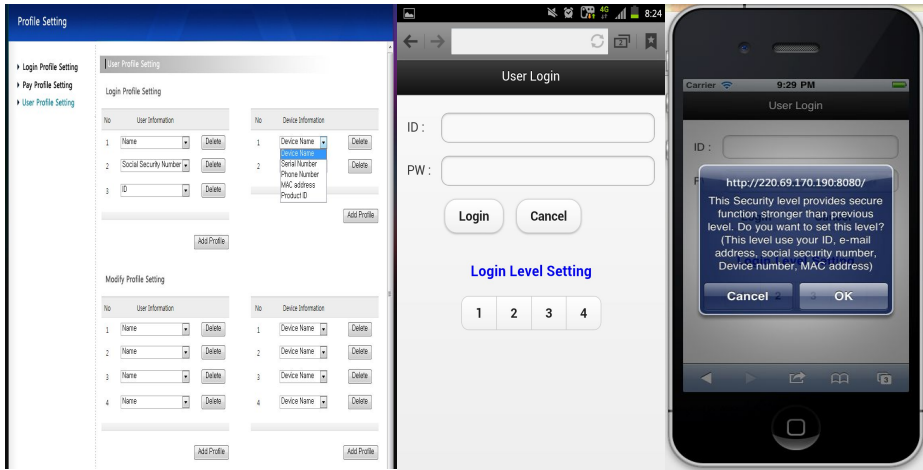 Profile Setting
Login Profile Setting
Pay Profile Setting
User Profile Setting
User Profile Setting
Login Profile Setting
No User Information
1 Name Delete
2 Social Security Number Delete
3 ID Delete
Add Profile
No Device Information
1 Device Name Delete
Device Name
Serial Number
Phone Number
MAC address
Product ID
2 Delete
Add Profile
Modify Profile Setting
No User Information
1 Name Delete
2 Name Delete
3 Name Delete
4 Name Delete
Add Profile
No Device Information
1 Device Name Delete
2 Device Name Delete
3 Device Name Delete
4 Device Name Delete
Add Profile
4G 8:24
2
User Login
ID :
PW :
Login Cancel
Login Level Setting
1 2 3 4
Carrier 9:29 PM
User Login
ID :
http://220.69.170.190:8080/
This Security level provides secure
function stronger than previous
level. Do you want to set this level?
(This level use your ID, e-mail
address, social security number,
Device number, MAC address)
Cancel OK
3